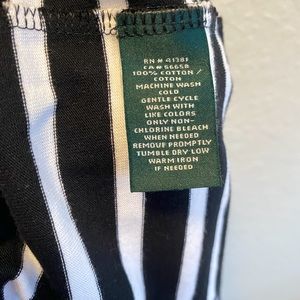 RN # 41381
CA # 56658
100% COTTON /
COTON
MACHINE WASH
COLD
GENTLE CYCLE
WASH WITH
LIKE COLORS
ONLY NON-
CHLORINE BLEACH
WHEN NEEDED
REMOVE PROMPTLY
TUMBLE DRY LOW
WARM IRON
IF NEEDED